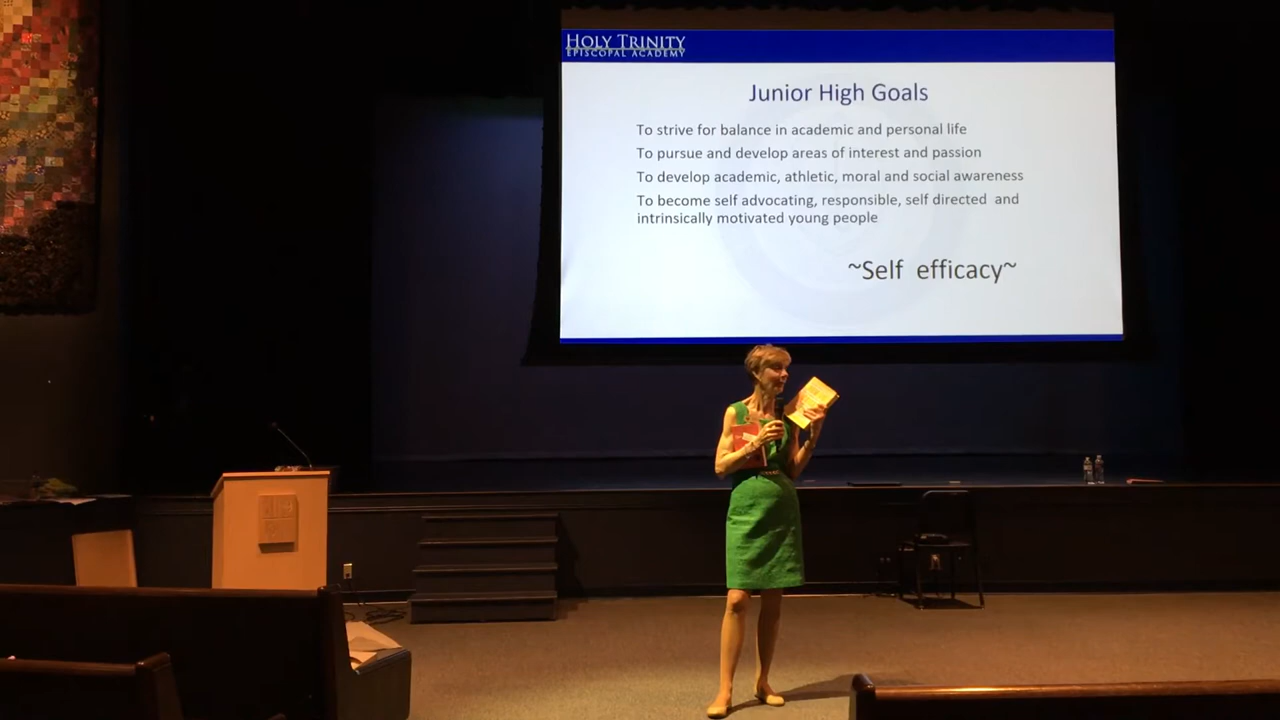 HOLY TRINITY
EPISCOPAL ACADEMY
Junior High Goals
To strive for balance in academic and personal life
To pursue and develop areas of interest and passion
To develop academic, athletic, moral and social awareness
To become self advocating, responsible, self directed and
intrinsically motivated young people
~Self efficacy~